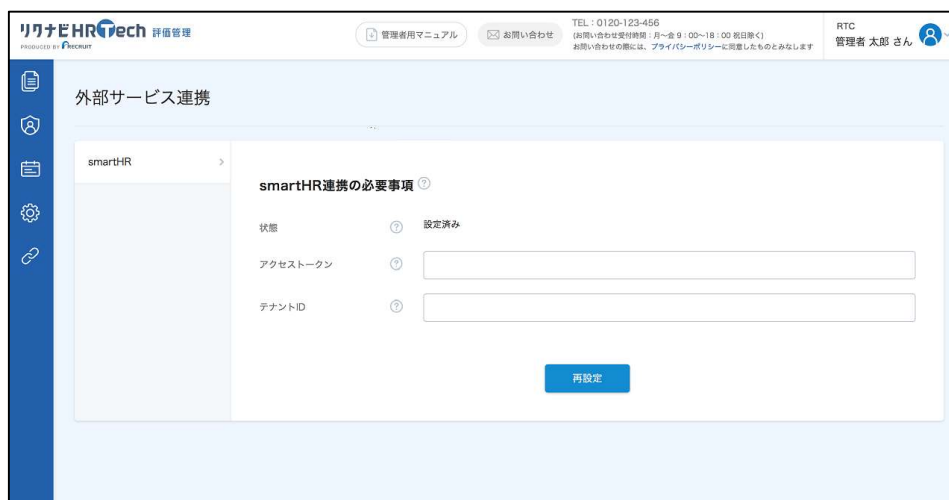 リクナビHRTech 評価管理
PRODUCED BY RECRUIT
管理者用マニュアル
お問い合わせ
TEL : 0120-123-456
(お問い合わせ受付時間 : 月〜金 9 : 00〜18 : 00 祝日除く)
お問い合わせの際には、プライバシーポリシーに同意したものとみなします
RTC
管理者 太郎 さん
外部サービス連携
smartHR
smartHR連携の必要事項 ?
状態 ? 設定済み
アクセストークン ?
テナントID ?
再設定